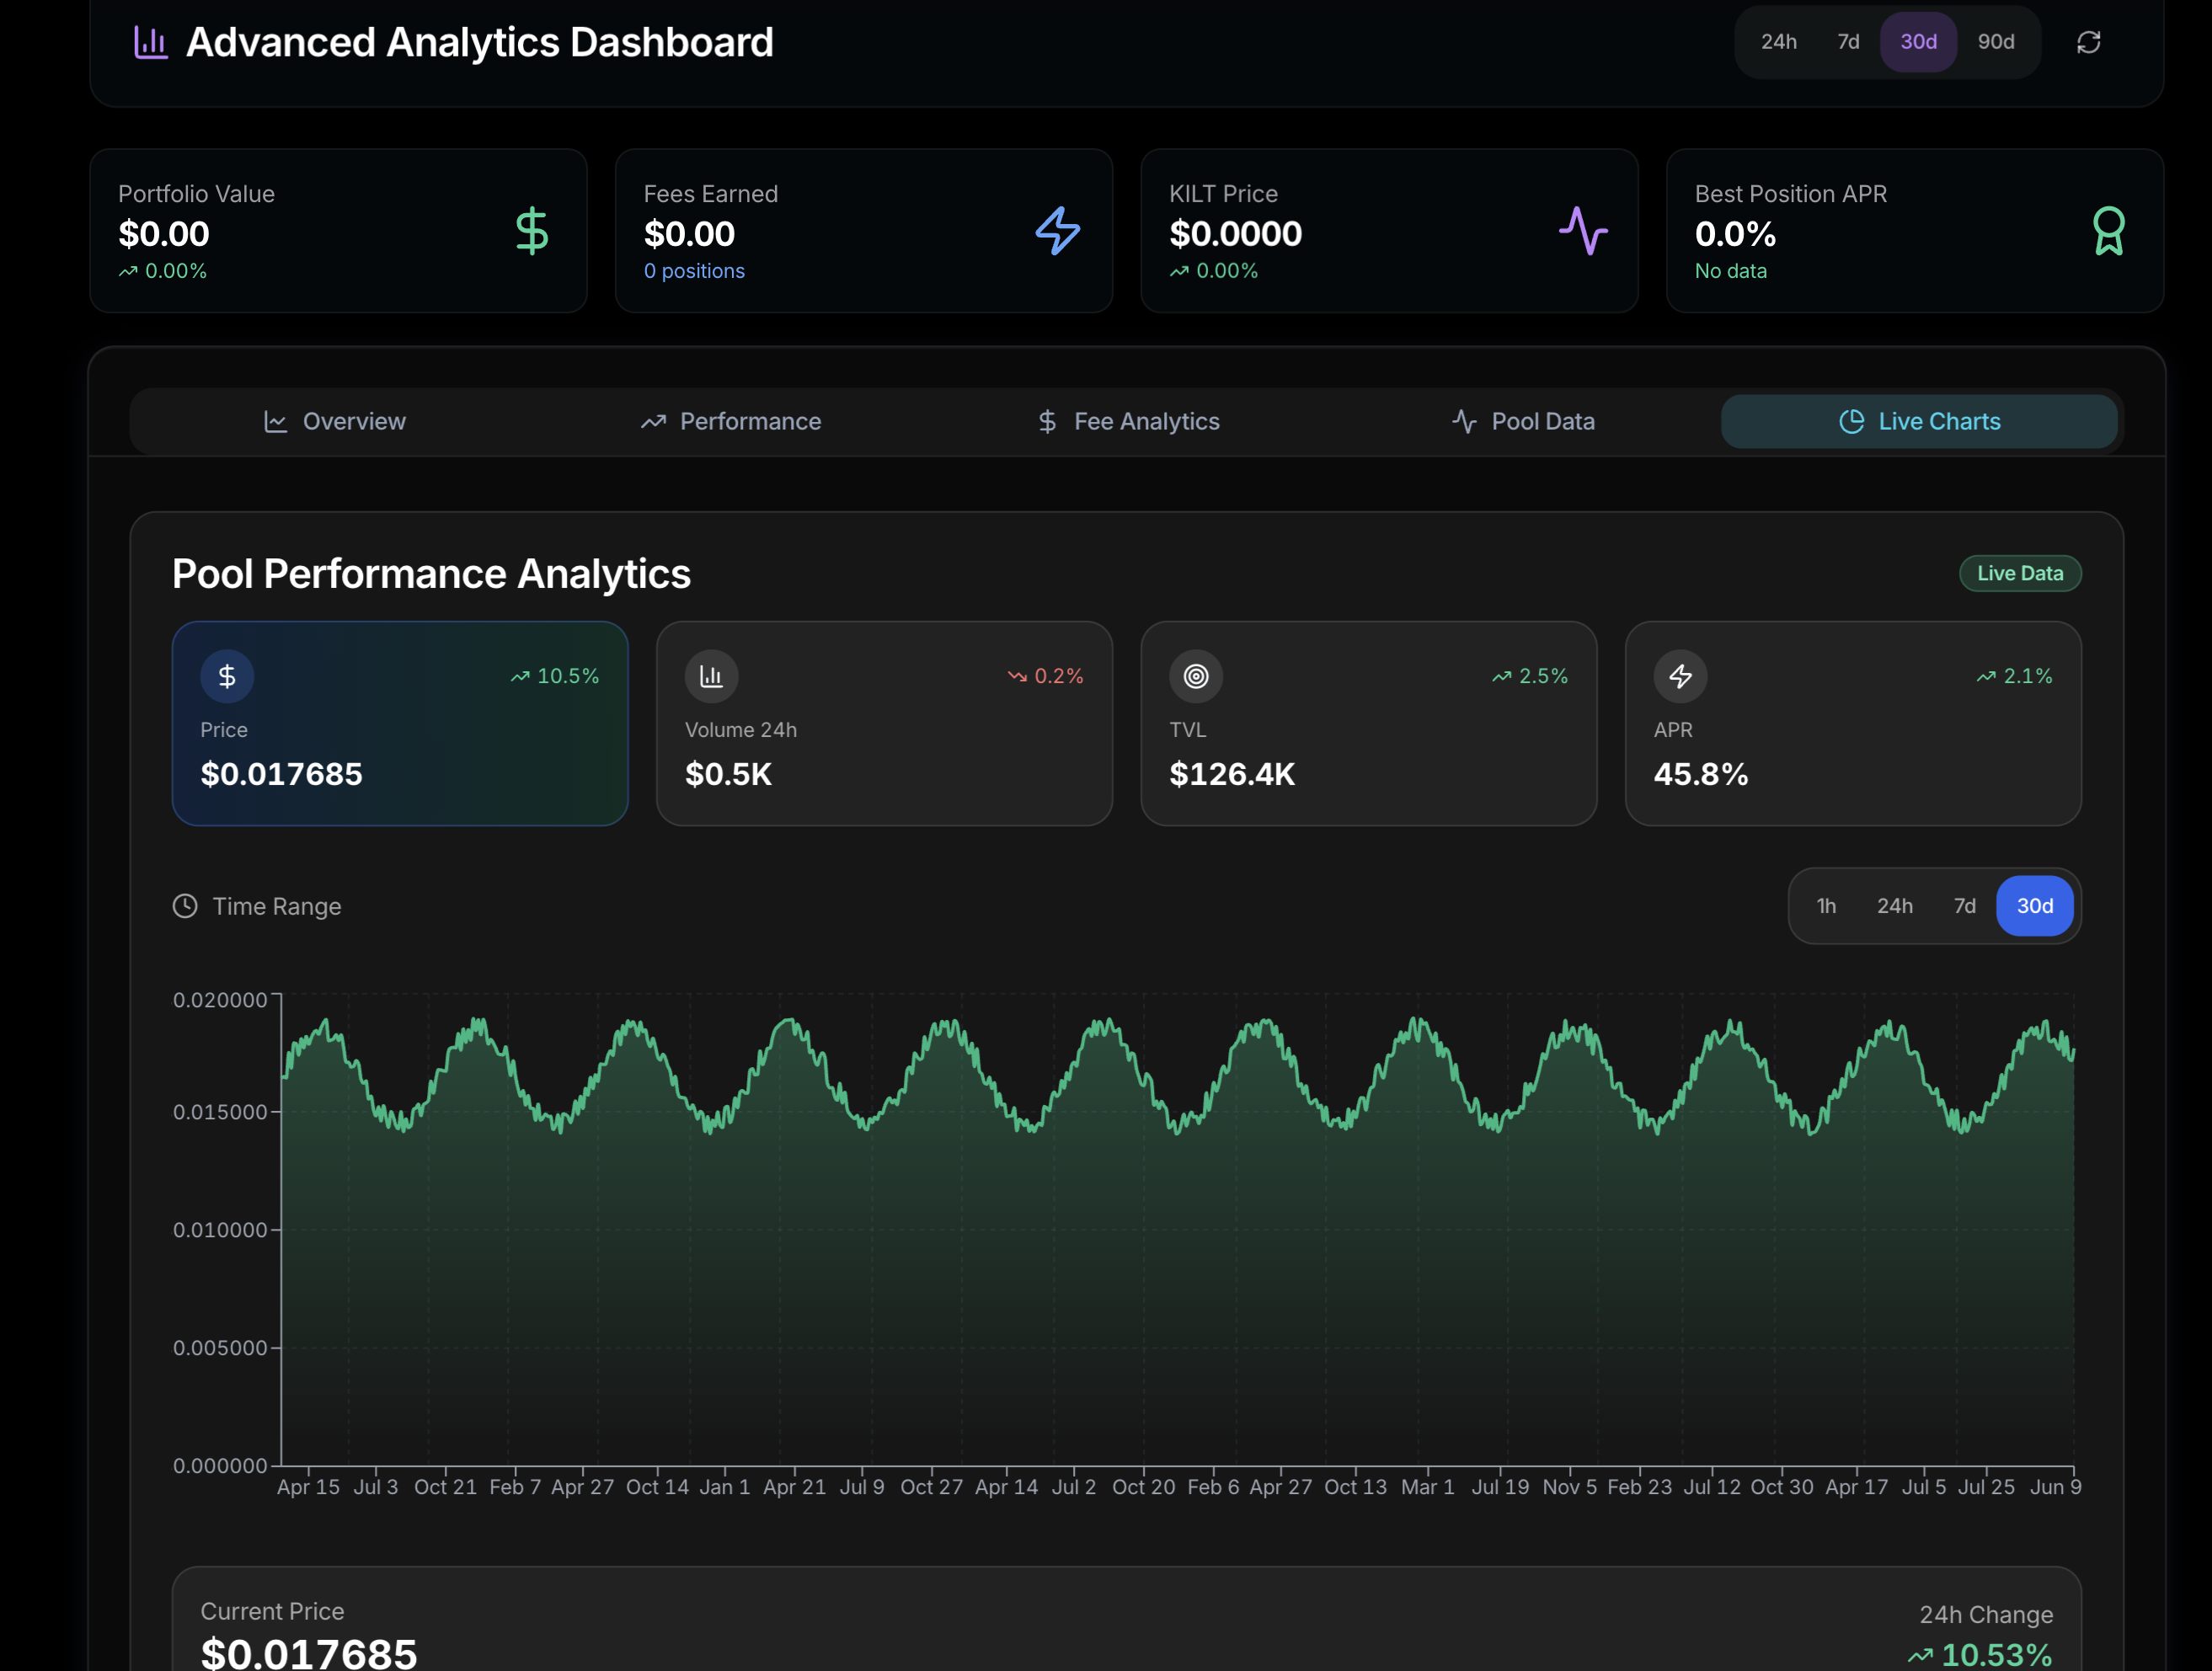 Advanced Analytics Dashboard
24h 7d 30d 90d
Portfolio Value
$0.00
0.00%
Fees Earned
$0.00
0 positions
KILT Price
$0.0000
0.00%
Best Position APR
0.0%
No data
Overview Performance Fee Analytics Pool Data Live Charts
Pool Performance Analytics
Live Data
10.5%
Price
$0.017685
0.2%
Volume 24h
$0.5K
2.5%
TVL
$126.4K
2.1%
APR
45.8%
Time Range
1h 24h 7d 30d
0.020000
0.015000
0.010000
0.005000
0.000000
Apr 15 Jul 3 Oct 21 Feb 7 Apr 27 Oct 14 Jan 1 Apr 21 Jul 9 Oct 27 Apr 14 Jul 2 Oct 20 Feb 6 Apr 27 Oct 13 Mar 1 Jul 19 Nov 5 Feb 23 Jul 12 Oct 30 Apr 17 Jul 5 Jul 25 Jun 9
Current Price
$0.017685
24h Change
10.53%